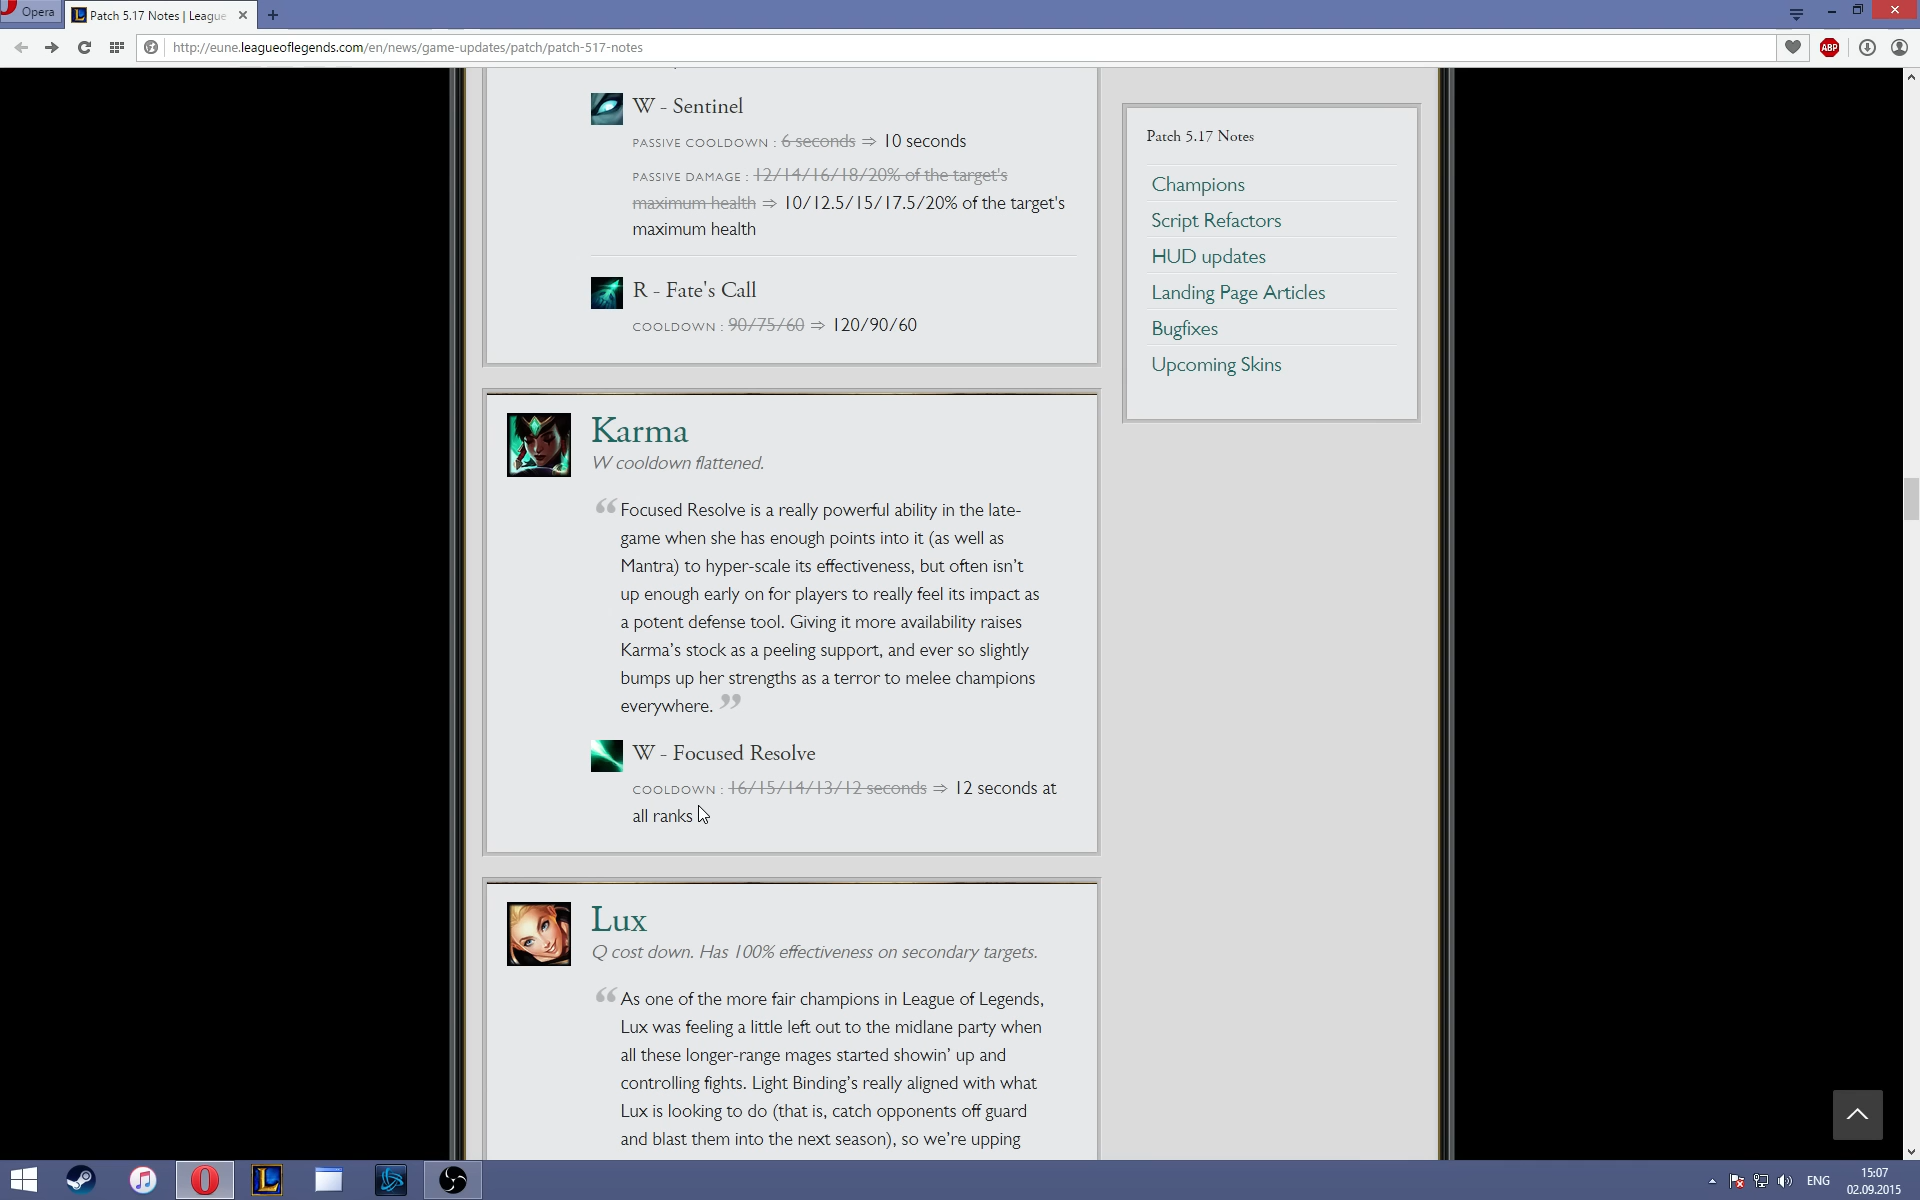 Opera
Patch 5.17 Notes | League
http://eune.leagueoflegends.com/en/news/game-updates/patch/patch-517-notes
ABP
W - Sentinel
PASSIVE COOLDOWN : 6 seconds ⇒ 10 seconds
PASSIVE DAMAGE : 12/14/16/18/20% of the target's
maximum health ⇒ 10/12.5/15/17.5/20% of the target's
maximum health
R - Fate's Call
COOLDOWN : 90/75/60 ⇒ 120/90/60
Karma
W cooldown flattened.
“ Focused Resolve is a really powerful ability in the late-
game when she has enough points into it (as well as
Mantra) to hyper-scale its effectiveness, but often isn't
up enough early on for players to really feel its impact as
a potent defense tool. Giving it more availability raises
Karma's stock as a peeling support, and ever so slightly
bumps up her strengths as a terror to melee champions
everywhere. ”
W - Focused Resolve
COOLDOWN : 16/15/14/13/12 seconds ⇒ 12 seconds at
all ranks
Lux
Q cost down. Has 100% effectiveness on secondary targets.
“ As one of the more fair champions in League of Legends,
Lux was feeling a little left out to the midlane party when
all these longer-range mages started showin' up and
controlling fights. Light Binding's really aligned with what
Lux is looking to do (that is, catch opponents off guard
and blast them into the next season), so we're upping
Patch 5.17 Notes
Champions
Script Refactors
HUD updates
Landing Page Articles
Bugfixes
Upcoming Skins
ENG
15:07
02.09.2015